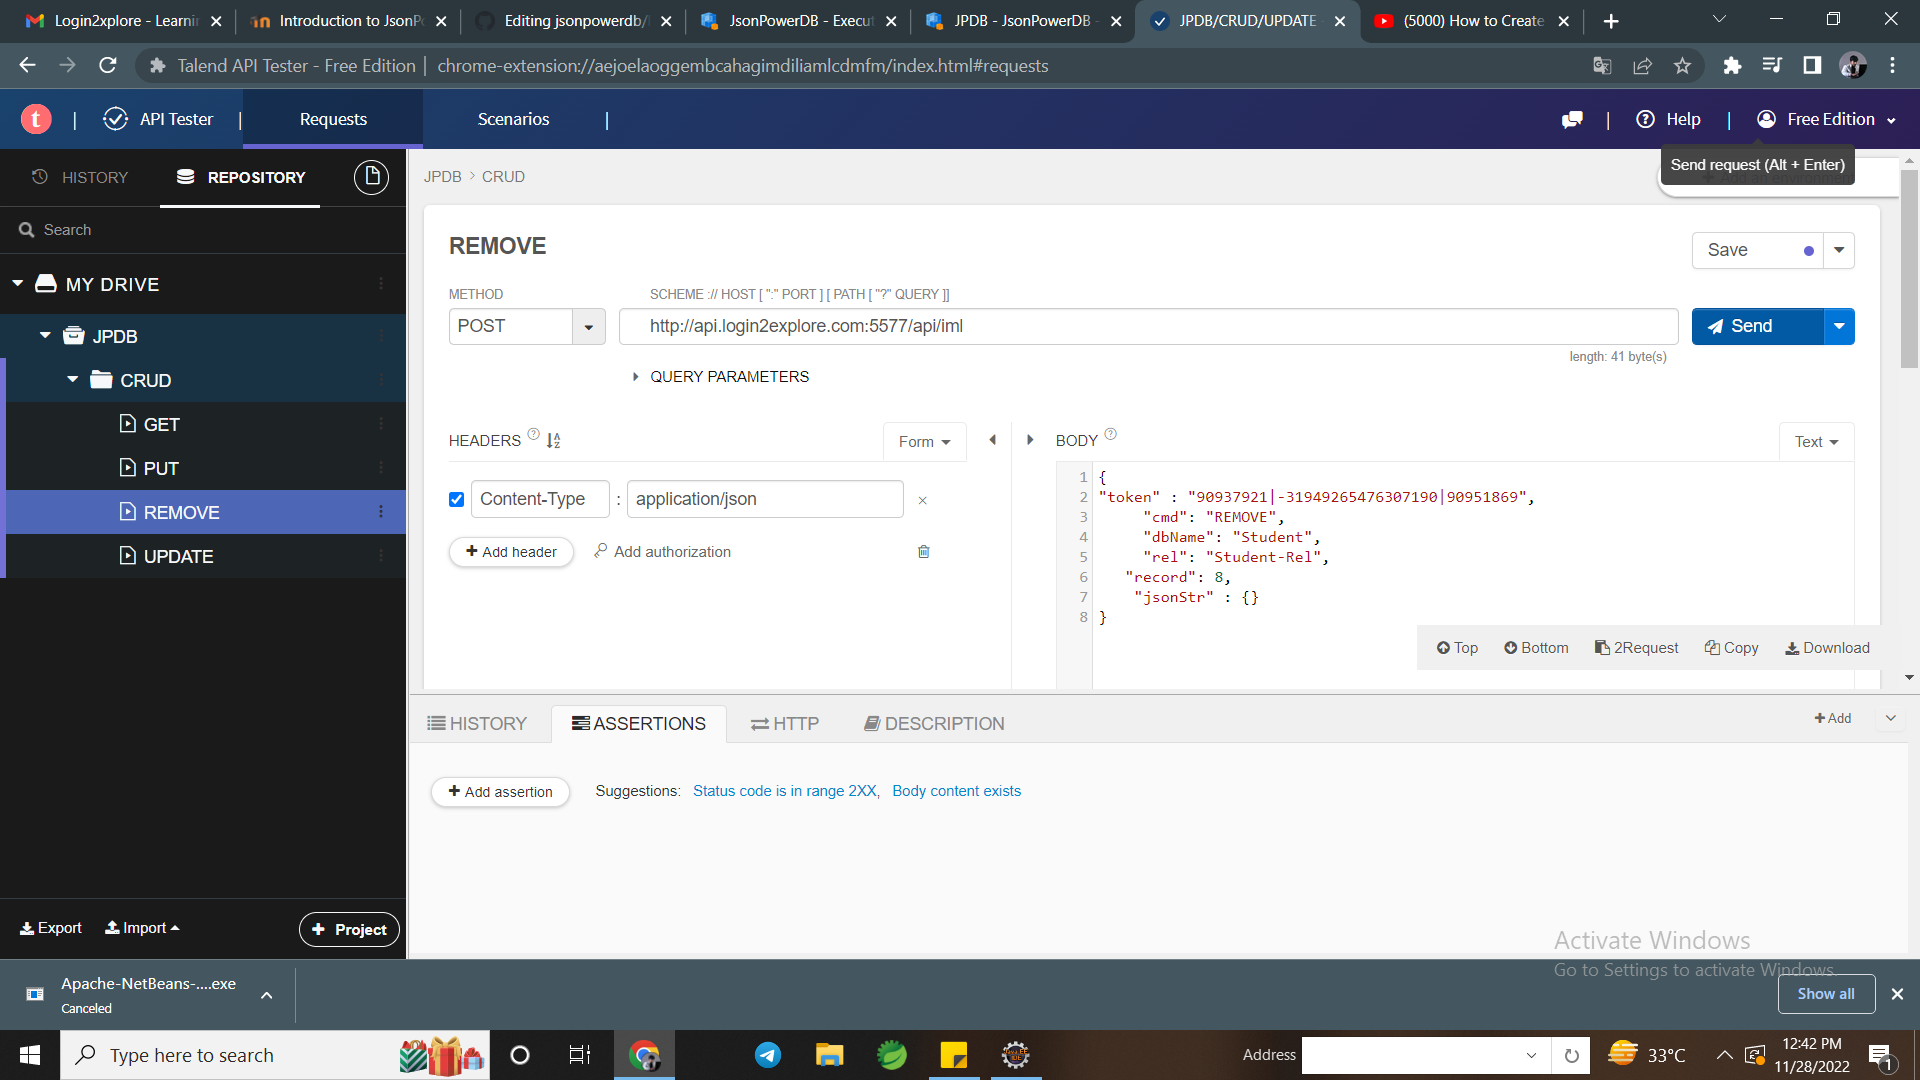 Login2xplore - Learnin
Introduction to JsonPo
Editing jsonpowerdb/
JsonPowerDB - Execut
JPDB - JsonPowerDB -
JPDB/CRUD/UPDATE -
(5000) How to Create
Talend API Tester - Free Edition | chrome-extension://aejoelaoggembcahagimdiliamlcdmfm/index.html#requests
t | API Tester | Requests Scenarios | | Help | Free Edition
HISTORY REPOSITORY
Send request (Alt + Enter)
JPDB > CRUD
Search
REMOVE
Save
MY DRIVE
METHOD SCHEME :// HOST [ ":" PORT ] [ PATH [ "?" QUERY ]]
POST http://api.login2explore.com:5577/api/iml Send
JPDB
length: 41 byte(s)
QUERY PARAMETERS
CRUD
GET
HEADERS ? Form BODY ? Text
PUT
REMOVE
UPDATE
Content-Type : application/json ×
+ Add header Add authorization
1 {
2 "token" : "90937921|-31949265476307190|90951869",
3 "cmd": "REMOVE",
4 "dbName": "Student",
5 "rel": "Student-Rel",
6 "record": 8,
7 "jsonStr" : {}
8 }
Top Bottom 2Request Copy Download
HISTORY ASSERTIONS HTTP DESCRIPTION + Add
+ Add assertion Suggestions: Status code is in range 2XX, Body content exists
Export Import + Project
Activate Windows
Go to Settings to activate Windows.
Apache-NetBeans-....exe
Canceled
Show all
Type here to search
Address
33°C
12:42 PM
11/28/2022
1